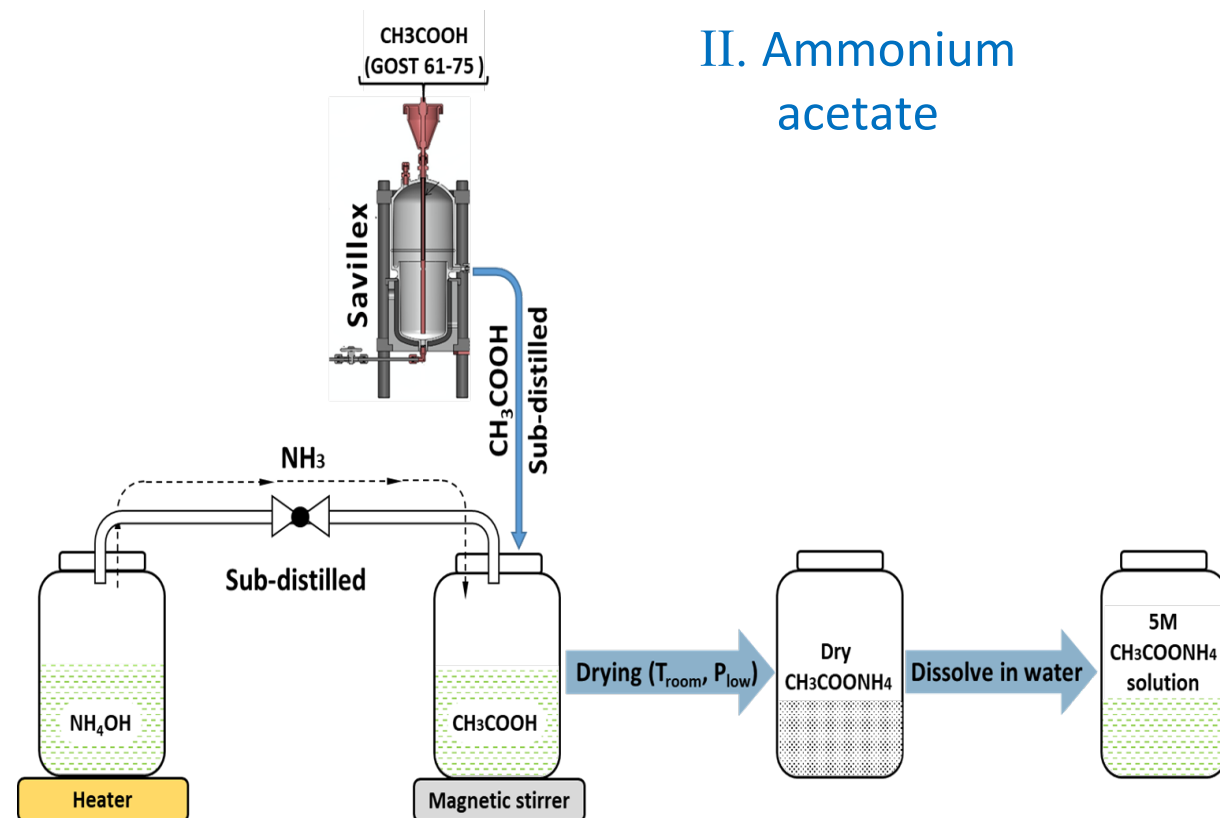 II. Ammonium
acetate
CH3COOH
(GOST 61-75 )
Savillex
CH₃COOH
Sub-distilled
NH3
Sub-distilled
NH₄OH
CH3COOH
Drying (Troom, Plow)
Dry
CH3COONH4
Dissolve in water
5M
CH3COONH4
solution
Heater
Magnetic stirrer